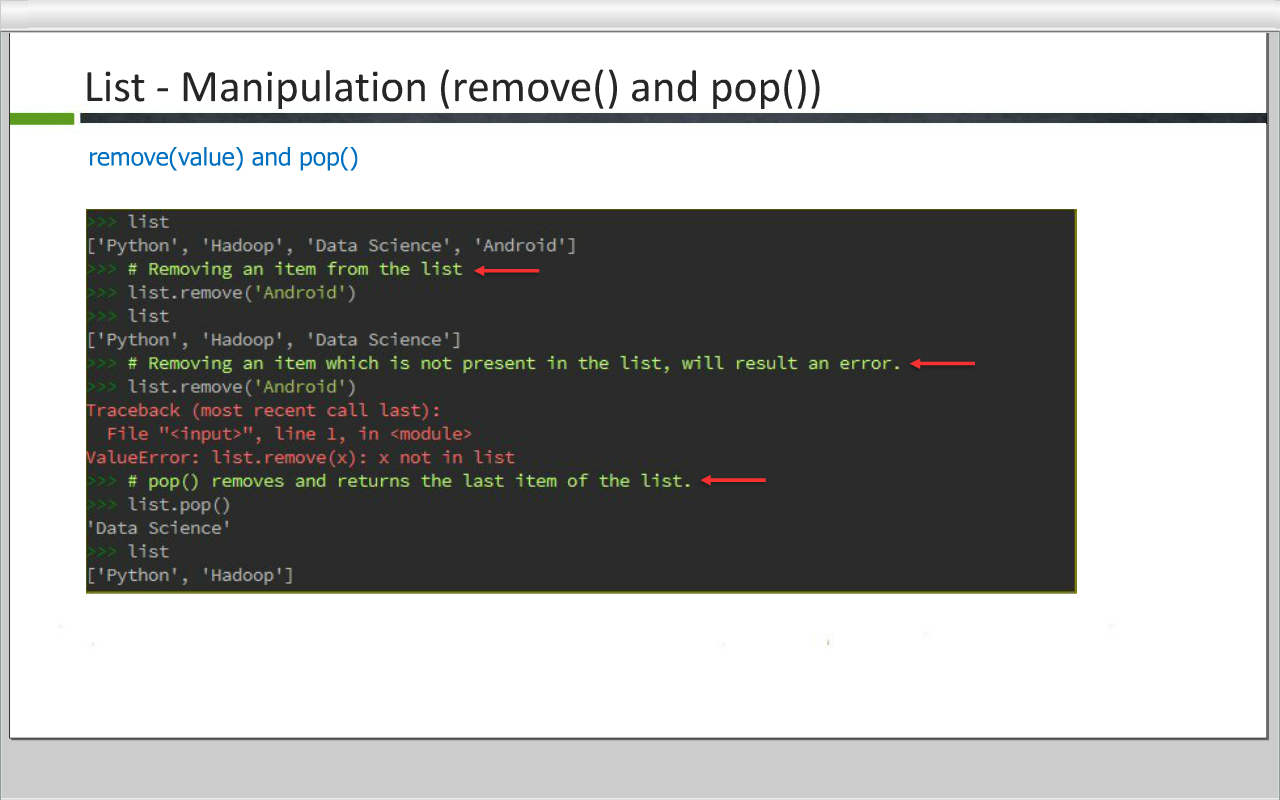 List - Manipulation (remove() and pop())
remove(value) and pop()
>>> list
['Python', 'Hadoop', 'Data Science', 'Android']
>>> # Removing an item from the list
>>> list.remove('Android')
>>> list
['Python', 'Hadoop', 'Data Science']
>>> # Removing an item which is not present in the list, will result an error.
>>> list.remove('Android')
Traceback (most recent call last):
  File "<input>", line 1, in <module>
ValueError: list.remove(x): x not in list
>>> # pop() removes and returns the last item of the list.
>>> list.pop()
'Data Science'
>>> list
['Python', 'Hadoop']